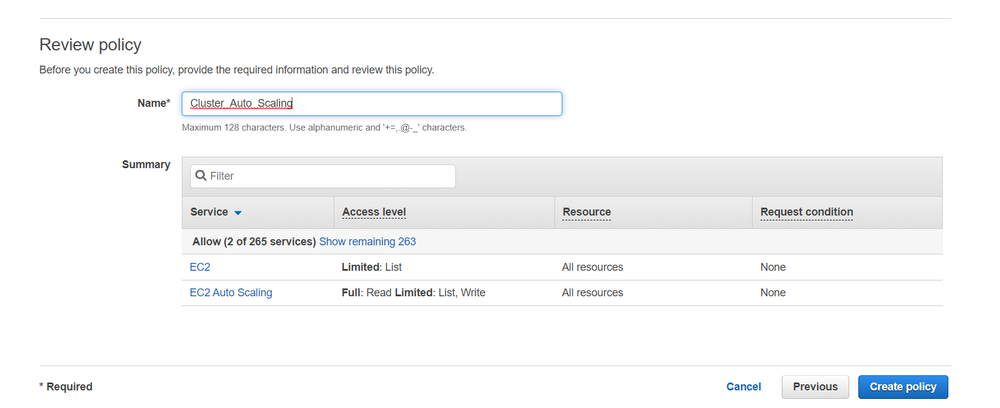 Review policy
Before you create this policy, provide the required information and review this policy.
Name*
Cluster_Auto_Scaling
Maximum 128 characters. Use alphanumeric and '+=,.@-_' characters.
Summary
Filter
Service Access level Resource Request condition
Allow (2 of 265 services) Show remaining 263
EC2 Limited: List All resources None
EC2 Auto Scaling Full: Read Limited: List, Write All resources None
* Required Cancel Previous Create policy